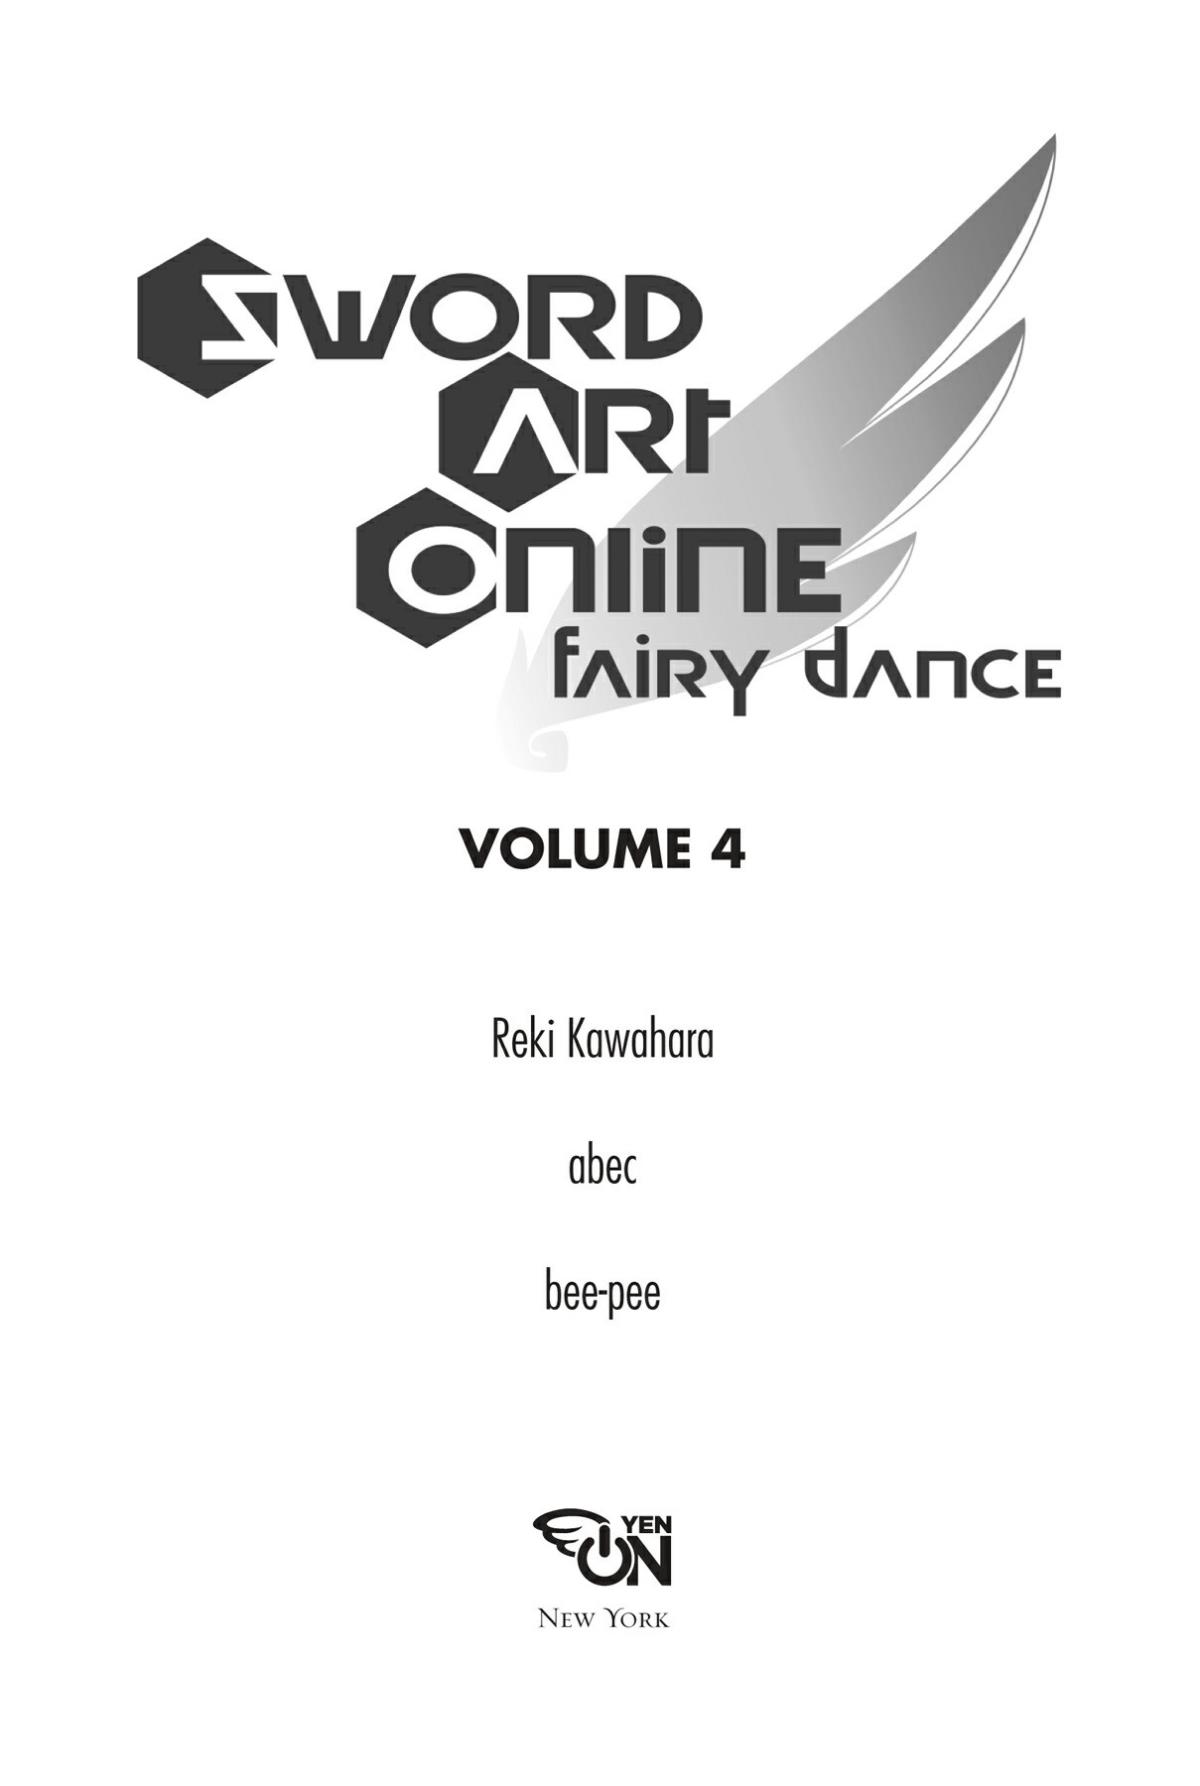 SWORD
ART
ONLINE
FAIRY DANCE
VOLUME 4
Reki Kawahara
abec
bee-pee
YEN
ON
NEW YORK